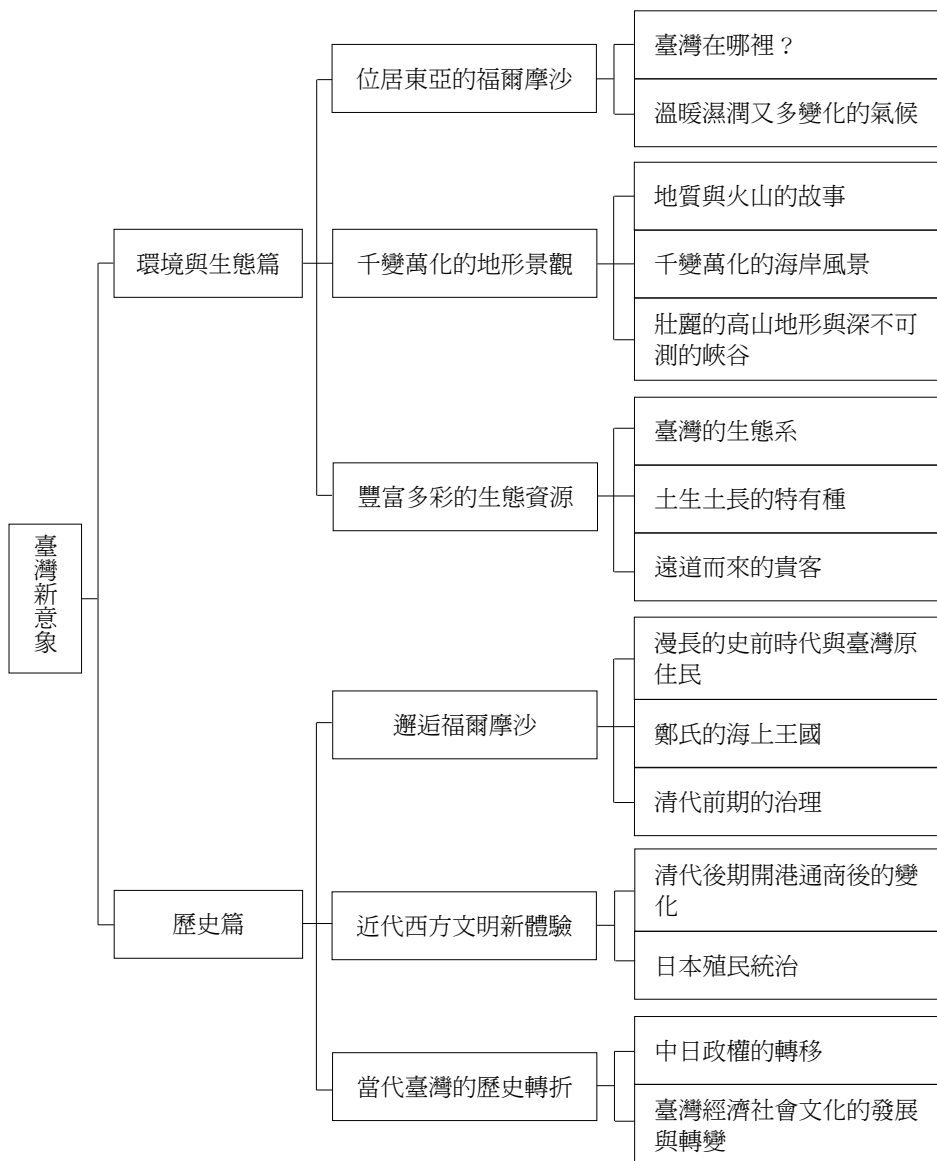 臺灣新意象
環境與生態篇
位居東亞的福爾摩沙
臺灣在哪裡？
溫暖濕潤又多變化的氣候
千變萬化的地形景觀
地質與火山的故事
千變萬化的海岸風景
壯麗的高山地形與深不可
測的峽谷
豐富多彩的生態資源
臺灣的生態系
土生土長的特有種
遠道而來的貴客
歷史篇
邂逅福爾摩沙
漫長的史前時代與臺灣原
住民
鄭氏的海上王國
清代前期的治理
近代西方文明新體驗
清代後期開港通商後的變
化
日本殖民統治
當代臺灣的歷史轉折
中日政權的轉移
臺灣經濟社會文化的發展
與轉變